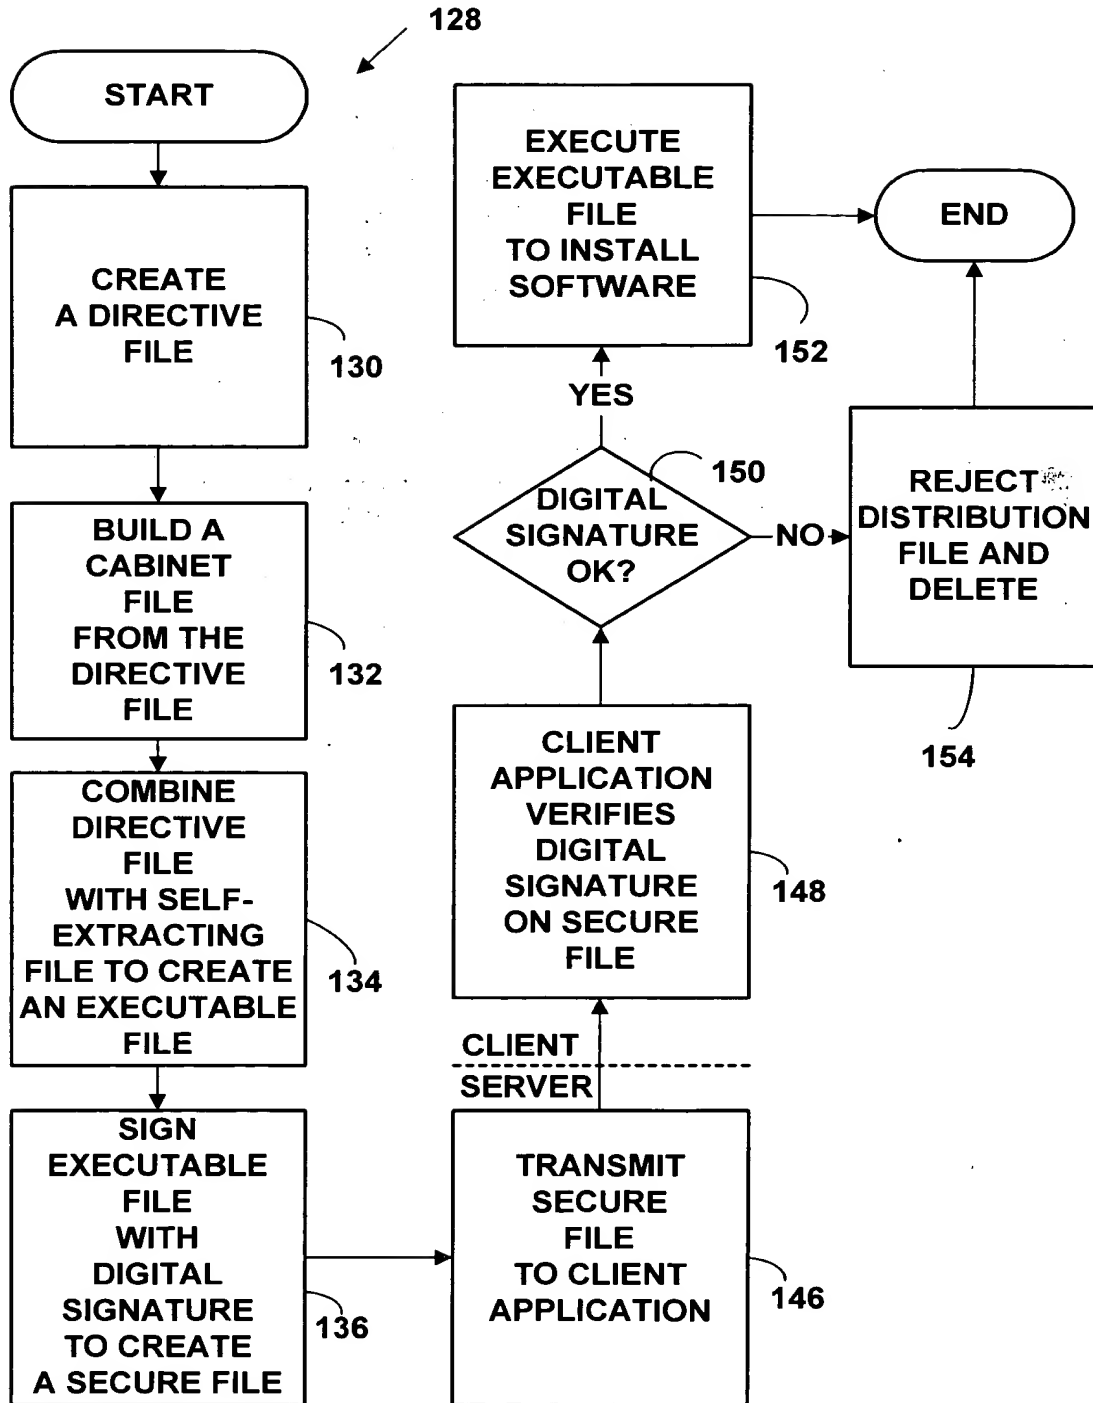 128
START
CREATE
A DIRECTIVE
FILE
130
BUILD A
CABINET
FILE
FROM THE
DIRECTIVE
FILE
132
COMBINE
DIRECTIVE
FILE
WITH SELF-
EXTRACTING
FILE TO CREATE
AN EXECUTABLE
FILE
134
SIGN
EXECUTABLE
FILE
WITH
DIGITAL
SIGNATURE
TO CREATE
A SECURE FILE
136
TRANSMIT
SECURE
FILE
TO CLIENT
APPLICATION
146
SERVER
CLIENT
CLIENT
APPLICATION
VERIFIES
DIGITAL
SIGNATURE
ON SECURE
FILE
148
DIGITAL
SIGNATURE
OK?
150
YES
NO
EXECUTE
EXECUTABLE
FILE
TO INSTALL
SOFTWARE
152
REJECT
DISTRIBUTION
FILE AND
DELETE
154
END